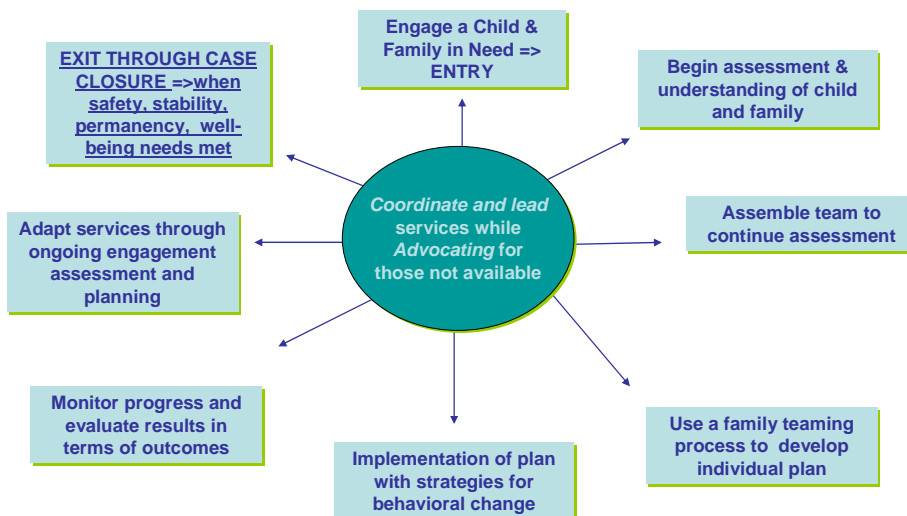 Engage a Child &
Family in Need =>
ENTRY
Begin assessment &
understanding of child
and family
Assemble team to
continue assessment
Use a family teaming
process to develop
individual plan
Implementation of plan
with strategies for
behavioral change
Monitor progress and
evaluate results in
terms of outcomes
Adapt services through
ongoing engagement
assessment and
planning
EXIT THROUGH CASE
CLOSURE =>when
safety, stability,
permanency, well-
being needs met
Coordinate and lead
services while
Advocating for
those not available